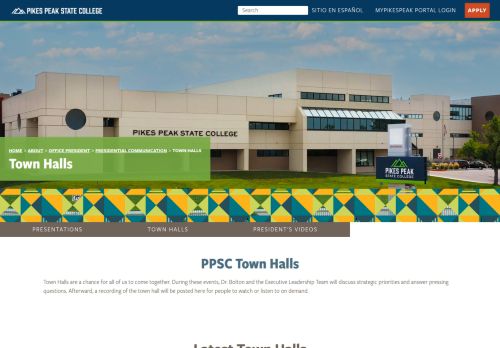 PIKES PEAK STATE COLLEGE
Search
SITIO EN ESPAÑOL
MYPIKESPEAK PORTAL LOGIN
APPLY
PIKES PEAK STATE COLLEGE
PIKES PEAK
STATE COLLEGE
HOME > ABOUT > OFFICE PRESIDENT > PRESIDENTIAL COMMUNICATION > TOWN HALLS
Town Halls
PRESENTATIONS
TOWN HALLS
PRESIDENT'S VIDEOS
PPSC Town Halls
Town Halls are a chance for all of us to come together. During these events, Dr. Bolton and the Executive Leadership Team will discuss strategic priorities and answer pressing
questions. Afterward, a recording of the town hall will be posted here for people to watch or listen to on demand.
Latest Town Halls